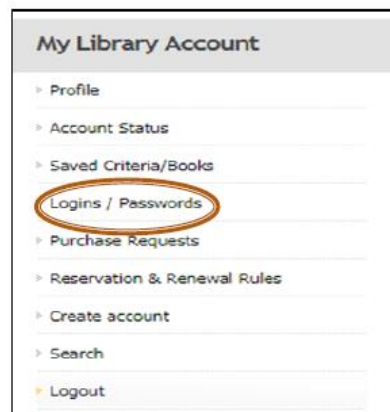 My Library Account
Profile
Account Status
Saved Criteria/Books
Logins / Passwords
Purchase Requests
Reservation & Renewal Rules
Create account
Search
Logout